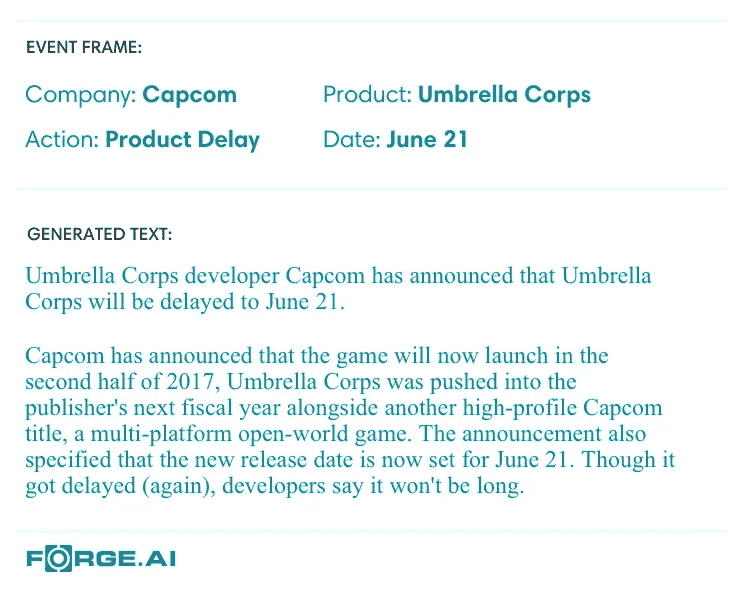 EVENT FRAME:
Company: Capcom Product: Umbrella Corps
Action: Product Delay Date: June 21
GENERATED TEXT:
Umbrella Corps developer Capcom has announced that Umbrella
Corps will be delayed to June 21.
Capcom has announced that the game will now launch in the
second half of 2017, Umbrella Corps was pushed into the
publisher's next fiscal year alongside another high-profile Capcom
title, a multi-platform open-world game. The announcement also
specified that the new release date is now set for June 21. Though it
got delayed (again), developers say it won't be long.
FORGE.AI